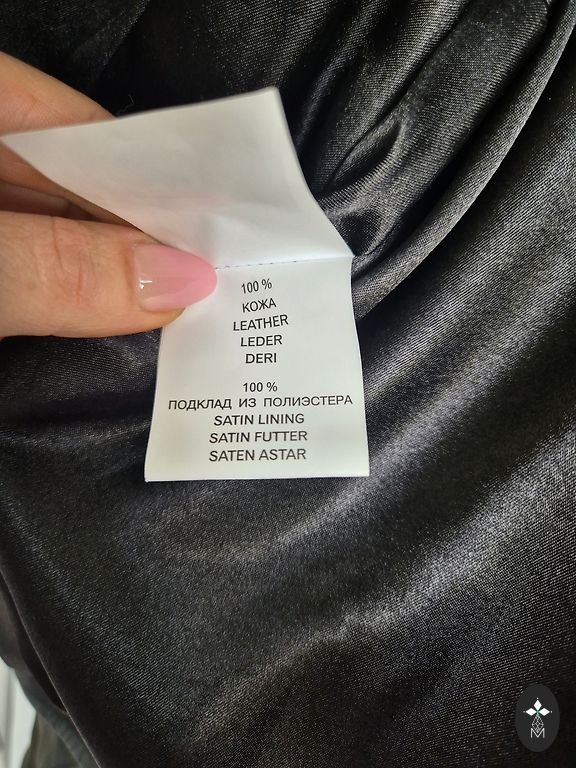 100 %
КОЖА
LEATHER
LEDER
DERI
100 %
ПОДКЛАД ИЗ ПОЛИЭСТЕРА
SATIN LINING
SATIN FUTTER
SATEN ASTAR